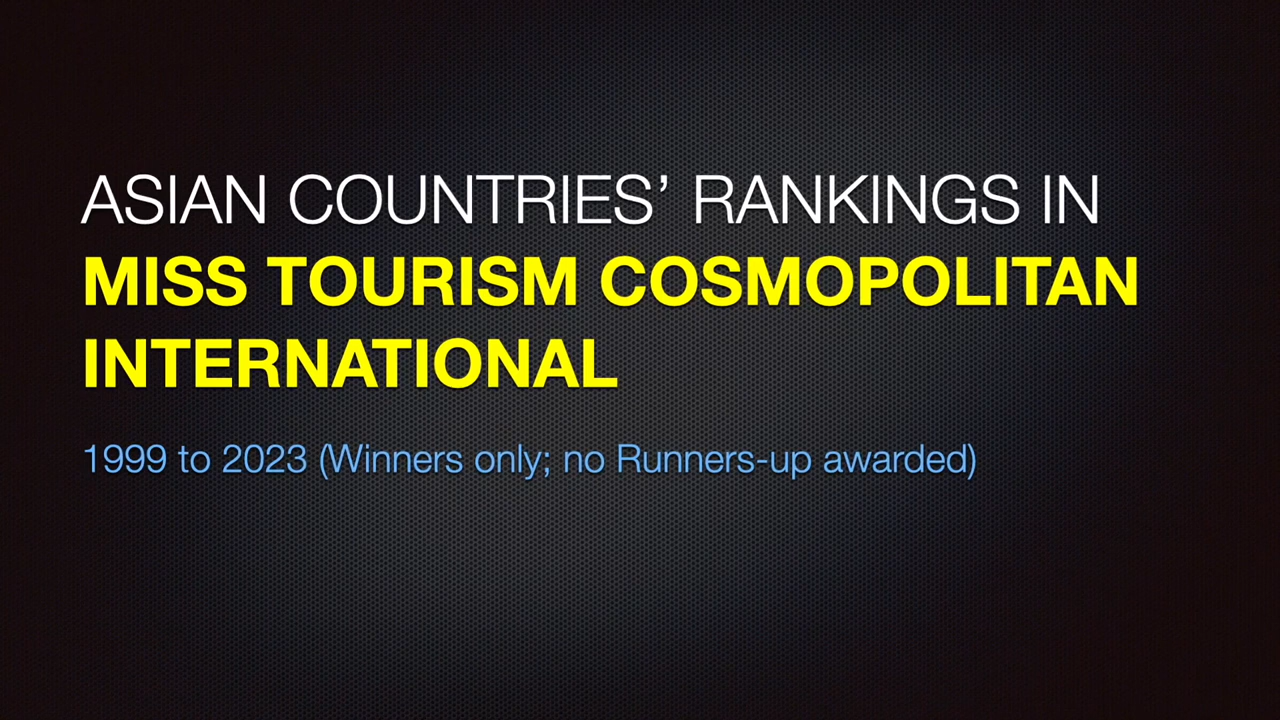 ASIAN COUNTRIES’ RANKINGS IN
MISS TOURISM COSMOPOLITAN
INTERNATIONAL
1999 to 2023 (Winners only; no Runners-up awarded)